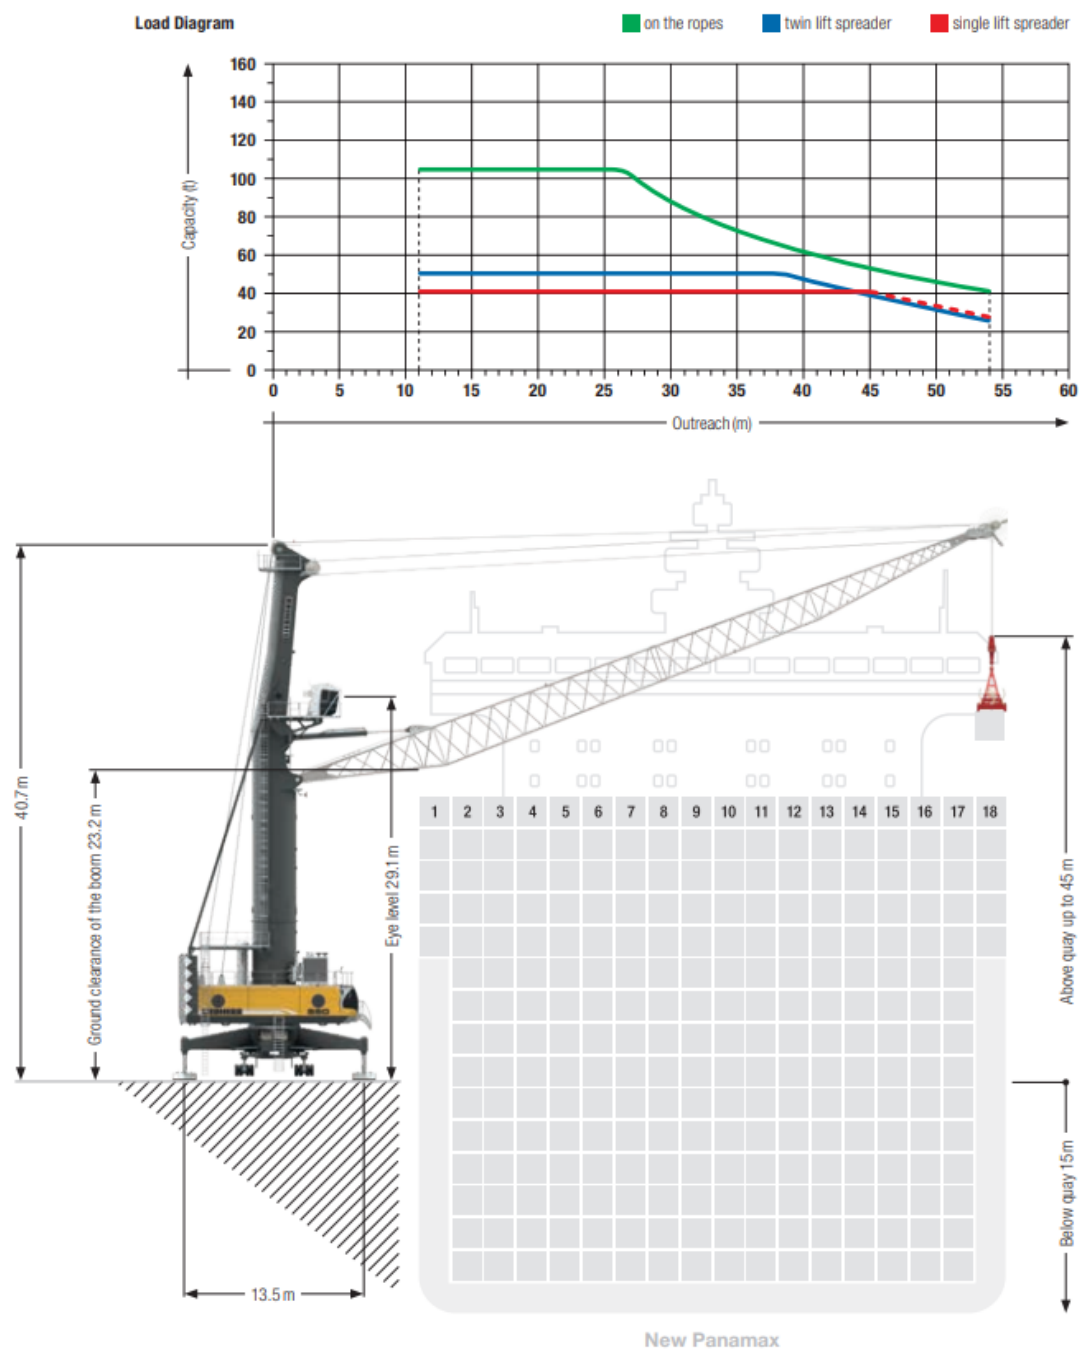 Load Diagram
on the ropes
twin lift spreader
single lift spreader
Capacity (t)
160
140
120
100
80
60
40
20
0
0 5 10 15 20 25 30 35 40 45 50 55 60
Outreach (m)
40.7 m
Ground clearance of the boom 23.2 m
Eye level 29.1 m
1 2 3 4 5 6 7 8 9 10 11 12 13 14 15 16 17 18
Above quay up to 45 m
LIEBHERR
550
Below quay 15 m
13.5 m
New Panamax